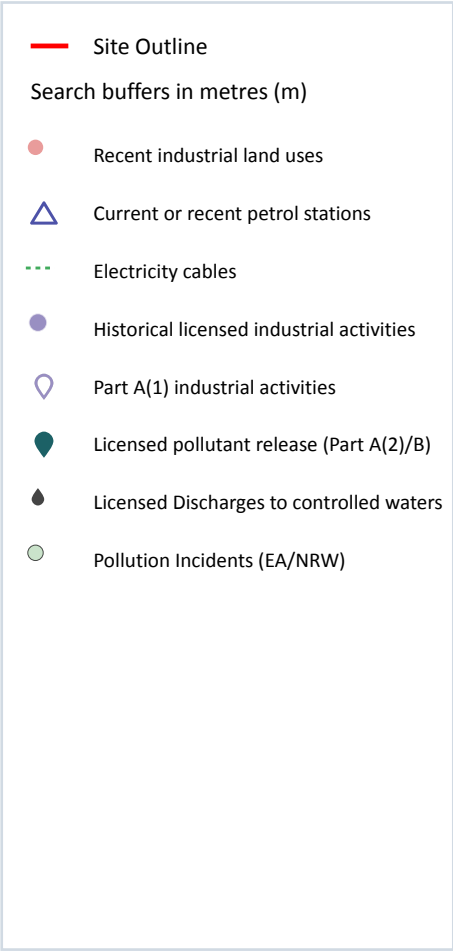 Site Outline
Search buffers in metres (m)
Recent industrial land uses
Current or recent petrol stations
Electricity cables
Historical licensed industrial activities
Part A(1) industrial activities
Licensed pollutant release (Part A(2)/B)
Licensed Discharges to controlled waters
Pollution Incidents (EA/NRW)